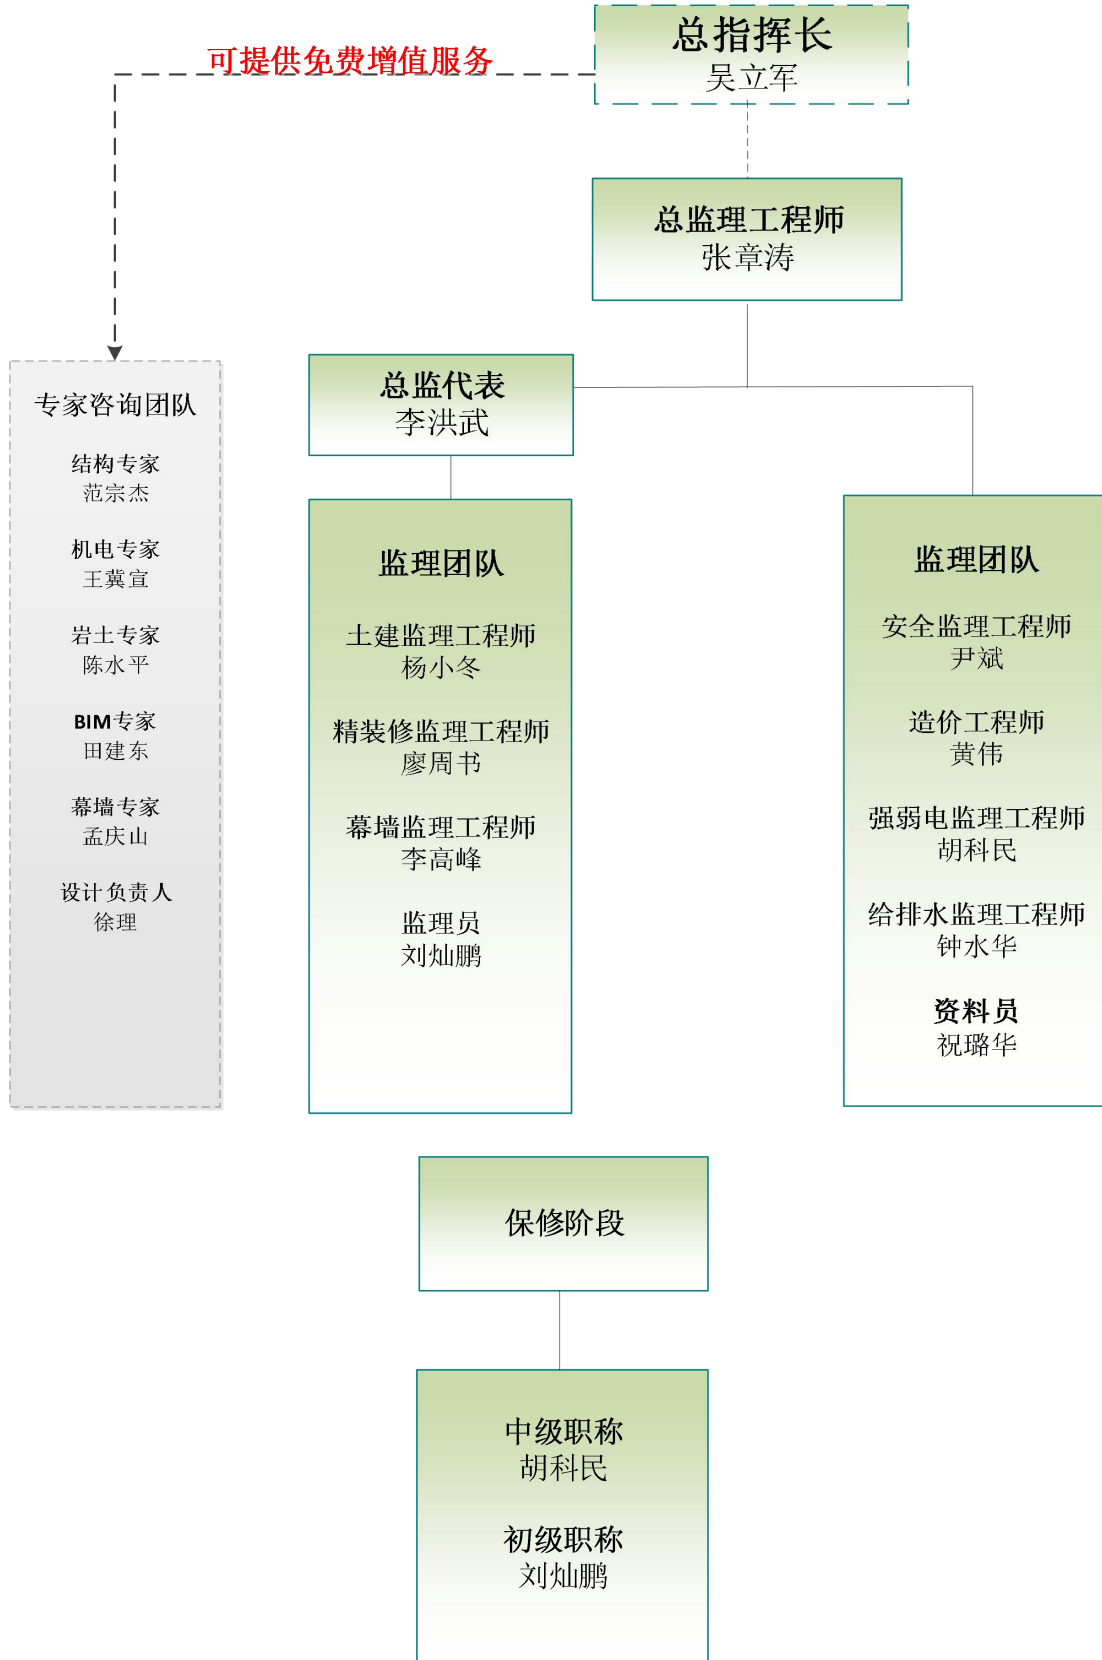 总指挥长
吴立军
可提供免费增值服务
总监理工程师
张章涛
总监代表
李洪武
专家咨询团队
结构专家
范宗杰
机电专家
王冀宣
岩土专家
陈水平
BIM专家
田建东
幕墙专家
孟庆山
设计负责人
徐理
监理团队
土建监理工程师
杨小冬
精装修监理工程师
廖周书
幕墙监理工程师
李高峰
监理员
刘灿鹏
监理团队
安全监理工程师
尹斌
造价工程师
黄伟
强弱电监理工程师
胡科民
给排水监理工程师
钟水华
资料员
祝璐华
保修阶段
中级职称
胡科民
初级职称
刘灿鹏